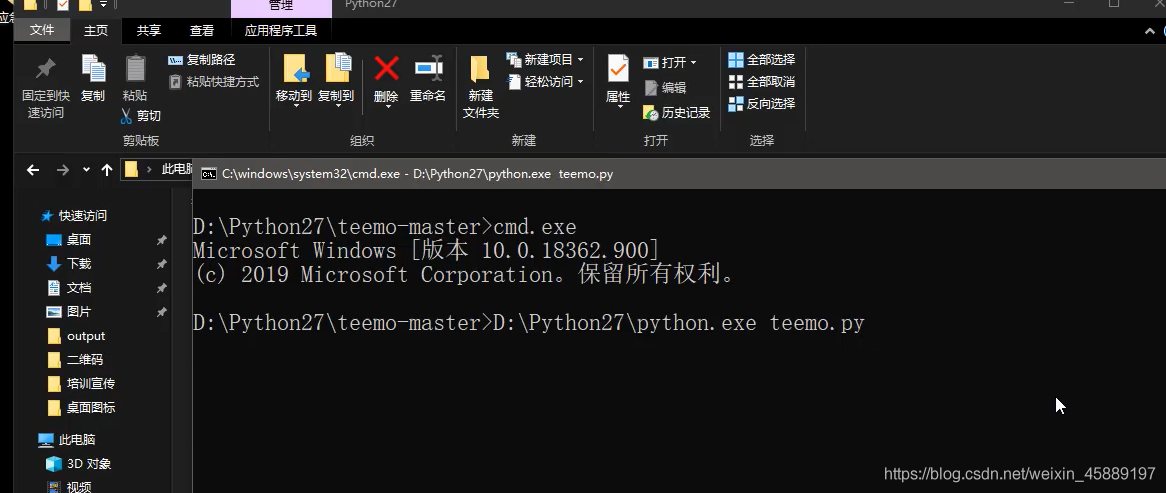 管理
Python27
应急
文件 主页 共享 查看 应用程序工具
固定到快速访问
复制
粘贴
复制路径
粘贴快捷方式
剪切
剪贴板
移动到
复制到
删除
重命名
组织
新建文件夹
新建项目
轻松访问
新建
属性
打开
编辑
历史记录
打开
全部选择
全部取消
反向选择
选择
此电脑
C:\windows\system32\cmd.exe - D:\Python27\python.exe  teemo.py
快速访问
桌面
下载
文档
图片
output
二维码
培训宣传
桌面图标
此电脑
3D 对象
视频
D:\Python27\teemo-master>cmd.exe
Microsoft Windows [版本 10.0.18362.900]
(c) 2019 Microsoft Corporation。保留所有权利。
D:\Python27\teemo-master>D:\Python27\python.exe teemo.py
https://blog.csdn.net/weixin_45889197